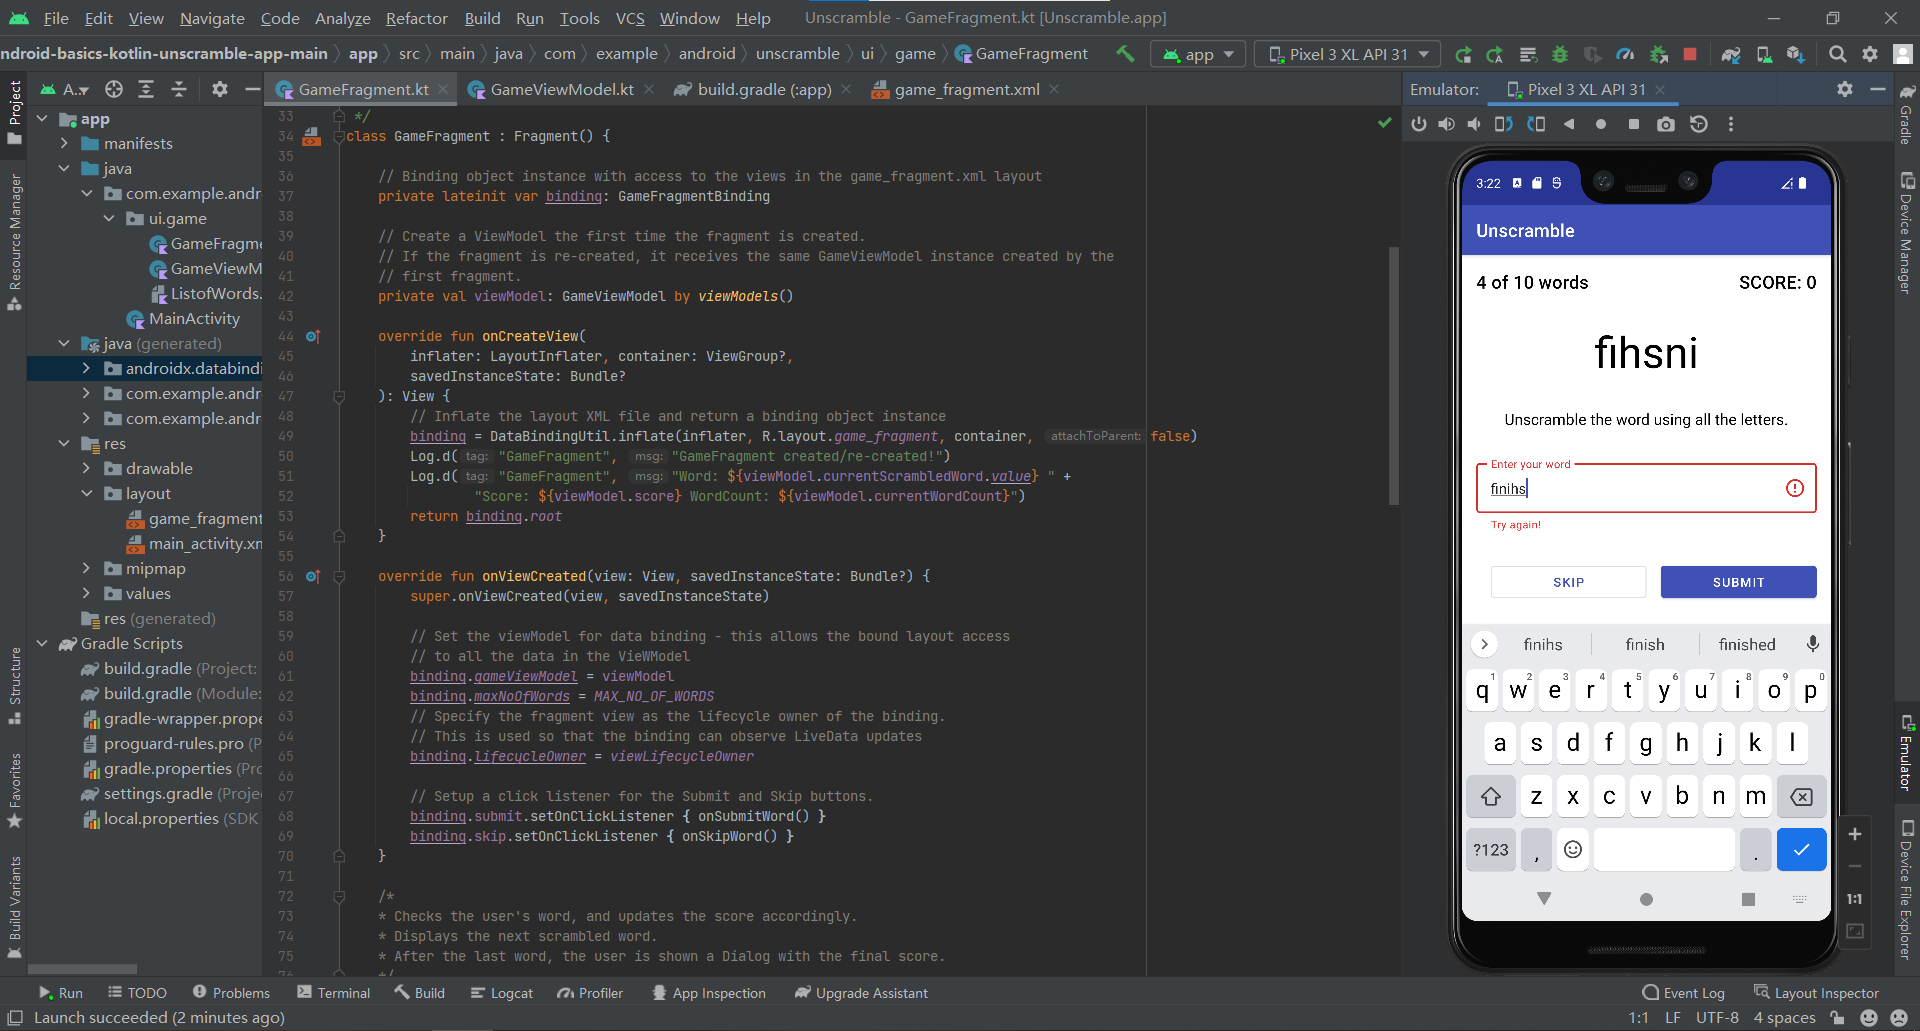 File Edit View Navigate Code Analyze Refactor Build Run Tools VCS Window Help Unscramble - GameFragment.kt [Unscramble.app]
ndroid-basics-kotlin-unscramble-app-main app src main java com example android unscramble ui game GameFragment app Pixel 3 XL API 31
A.. GameFragment.kt GameViewModel.kt build.gradle (:app) game_fragment.xml Emulator: Pixel 3 XL API 31
Project
Resource Manager
Structure
Favorites
Build Variants
app
manifests
java
com.example.andr
ui.game
GameFragme
GameViewM
ListofWords.
MainActivity
java (generated)
androidx.databindi
com.example.andr
com.example.andr
res
drawable
layout
game_fragment
main_activity.xm
mipmap
values
res (generated)
Gradle Scripts
build.gradle (Project:
build.gradle (Module:
gradle-wrapper.prope
proguard-rules.pro (P
gradle.properties (Pro
settings.gradle (Proje
local.properties (SDK
33 */
34 class GameFragment : Fragment() {
35
36 // Binding object instance with access to the views in the game_fragment.xml layout
37 private lateinit var binding: GameFragmentBinding
38
39 // Create a ViewModel the first time the fragment is created.
40 // If the fragment is re-created, it receives the same GameViewModel instance created by the
41 // first fragment.
42 private val viewModel: GameViewModel by viewModels()
43
44 override fun onCreateView(
45 inflater: LayoutInflater, container: ViewGroup?,
46 savedInstanceState: Bundle?
47 ): View {
48 // Inflate the layout XML file and return a binding object instance
49 binding = DataBindingUtil.inflate(inflater, R.layout.game_fragment, container, attachToParent: false)
50 Log.d( tag: "GameFragment", msg: "GameFragment created/re-created!")
51 Log.d( tag: "GameFragment", msg: "Word: ${viewModel.currentScrambledWord.value} " +
52 "Score: ${viewModel.score} WordCount: ${viewModel.currentWordCount}")
53 return binding.root
54 }
55
56 override fun onViewCreated(view: View, savedInstanceState: Bundle?) {
57 super.onViewCreated(view, savedInstanceState)
58
59 // Set the viewModel for data binding - this allows the bound layout access
60 // to all the data in the VieWModel
61 binding.gameViewModel = viewModel
62 binding.maxNoOfWords = MAX_NO_OF_WORDS
63 // Specify the fragment view as the lifecycle owner of the binding.
64 // This is used so that the binding can observe LiveData updates
65 binding.lifecycleOwner = viewLifecycleOwner
66
67 // Setup a click listener for the Submit and Skip buttons.
68 binding.submit.setOnClickListener { onSubmitWord() }
69 binding.skip.setOnClickListener { onSkipWord() }
70 }
71
72 /*
73 * Checks the user's word, and updates the score accordingly.
74 * Displays the next scrambled word.
75 * After the last word, the user is shown a Dialog with the final score.
76 */
3:22
Unscramble
4 of 10 words SCORE: 0
fihsni
Unscramble the word using all the letters.
Enter your word
finihs
Try again!
SKIP SUBMIT
finihs finish finished
q1 w2 e3 r4 t5 y6 u7 i8 o9 p0
a s d f g h j k l
z x c v b n m
?123 , .
1:1
Gradle
Device Manager
Emulator
Device File Explorer
Run TODO Problems Terminal Build Logcat Profiler App Inspection Upgrade Assistant Event Log Layout Inspector
Launch succeeded (2 minutes ago) 1:1 LF UTF-8 4 spaces